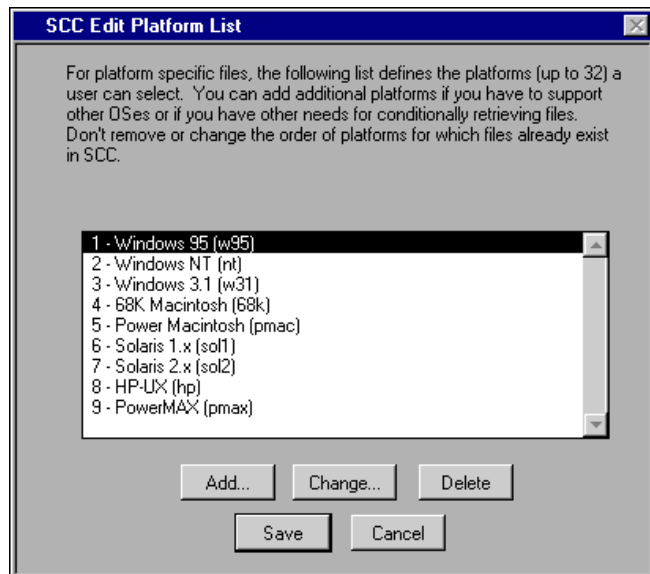 SCC Edit Platform List
For platform specific files, the following list defines the platforms (up to 32) a
user can select. You can add additional platforms if you have to support
other OSes or if you have other needs for conditionally retrieving files.
Don't remove or change the order of platforms for which files already exist
in SCC.
1 - Windows 95 (w95)
2 - Windows NT (nt)
3 - Windows 3.1 (w31)
4 - 68K Macintosh (68k)
5 - Power Macintosh (pmac)
6 - Solaris 1.x (sol1)
7 - Solaris 2.x (sol2)
8 - HP-UX (hp)
9 - PowerMAX (pmax)
Add... Change... Delete
Save Cancel